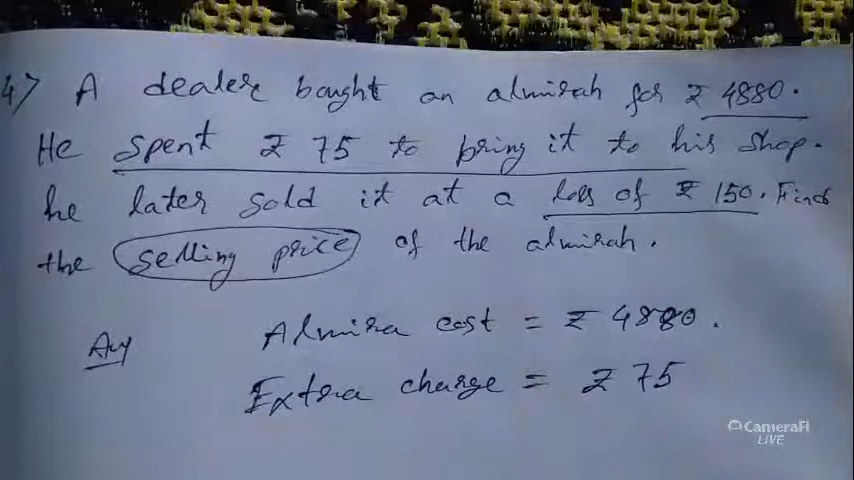 4> A dealer bought an almirah for ₹ 4880.
He spent ₹ 75 to bring it to his shop.
he later sold it at a loss of ₹ 150. Find
the selling price of the almirah.
Ans Almira cost = ₹ 4880.
Extra charge = ₹ 75
CameraFi
LIVE